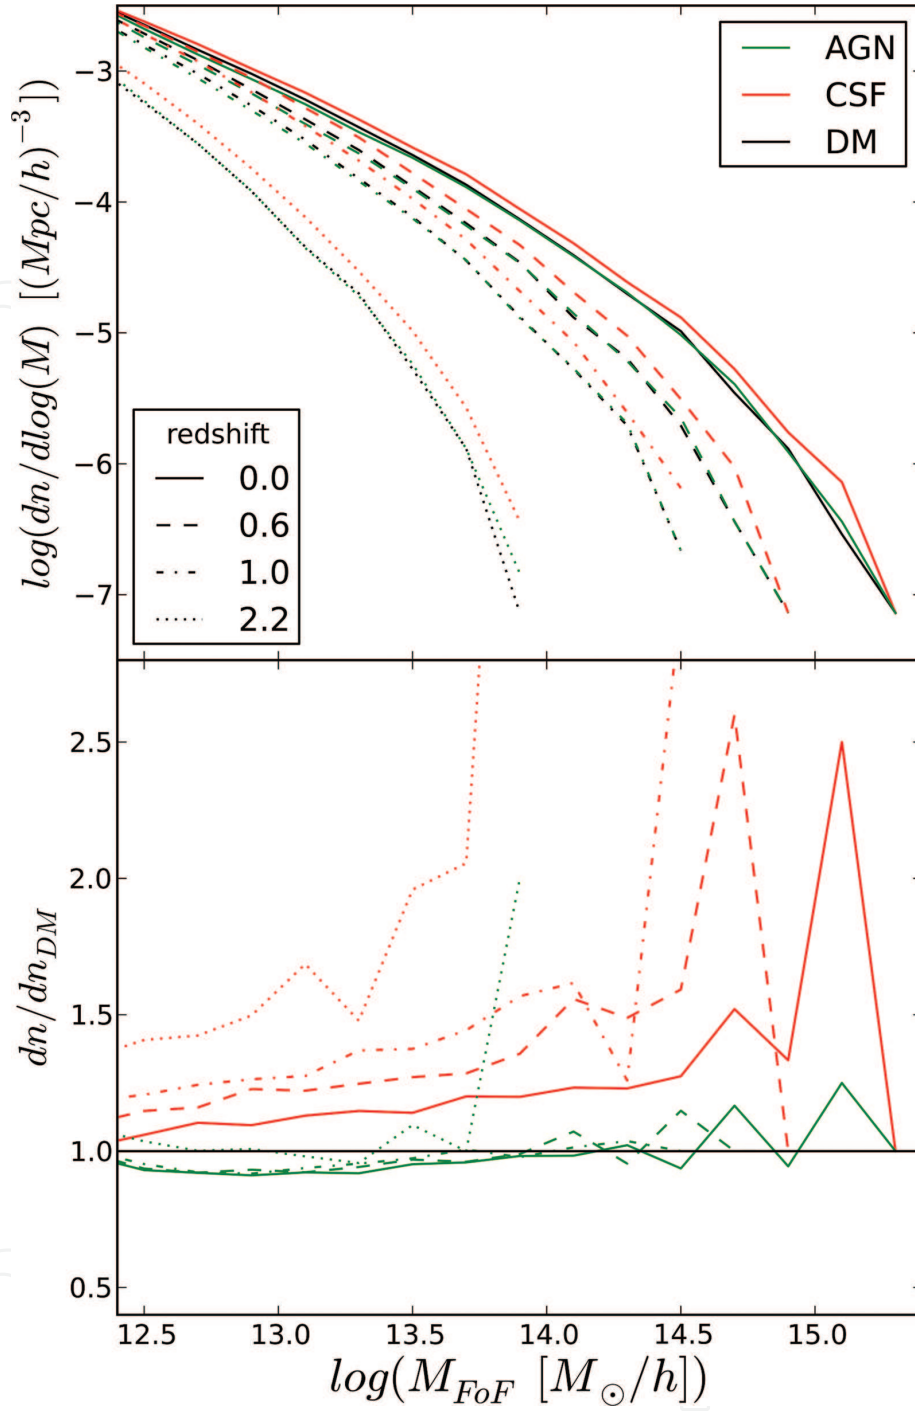 AGN
CSF
DM
log(dn/dlog(M) [(Mpc/h)⁻³])
−3
−4
−5
−6
−7
redshift
0.0
0.6
1.0
2.2
dn/dn_DM
2.5
2.0
1.5
1.0
0.5
12.5 13.0 13.5 14.0 14.5 15.0
log(M_FoF [M_⊙/h])